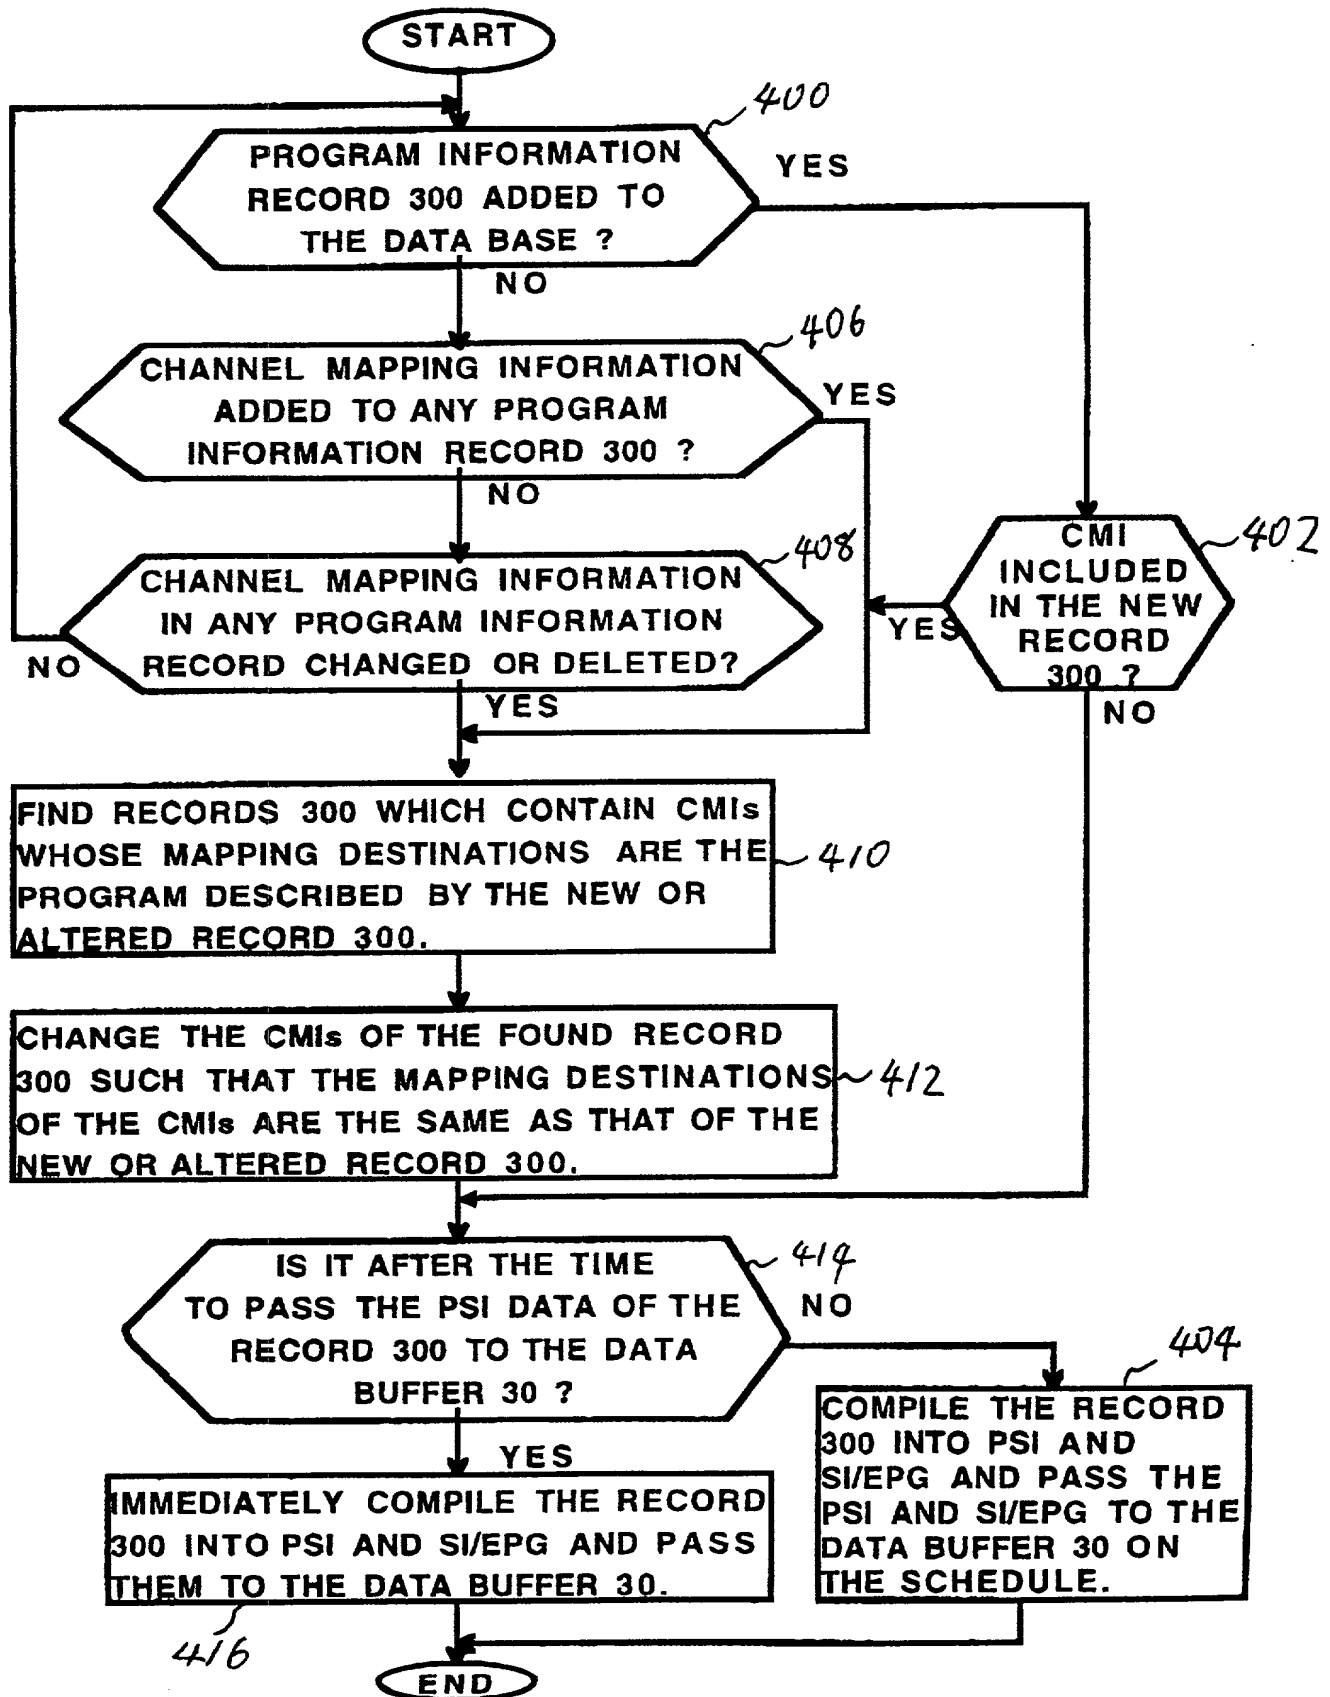 START
400
PROGRAM INFORMATION
RECORD 300 ADDED TO
THE DATA BASE ?
YES
NO
406
CHANNEL MAPPING INFORMATION
ADDED TO ANY PROGRAM
INFORMATION RECORD 300 ?
YES
NO
408
CHANNEL MAPPING INFORMATION
IN ANY PROGRAM INFORMATION
RECORD CHANGED OR DELETED?
NO
YES
402
CMI
INCLUDED
IN THE NEW
RECORD
300 ?
YES
NO
FIND RECORDS 300 WHICH CONTAIN CMIs
WHOSE MAPPING DESTINATIONS ARE THE
PROGRAM DESCRIBED BY THE NEW OR
ALTERED RECORD 300.
410
CHANGE THE CMIs OF THE FOUND RECORD
300 SUCH THAT THE MAPPING DESTINATIONS
OF THE CMIs ARE THE SAME AS THAT OF THE
NEW OR ALTERED RECORD 300.
412
IS IT AFTER THE TIME
TO PASS THE PSI DATA OF THE
RECORD 300 TO THE DATA
BUFFER 30 ?
414
NO
YES
404
COMPILE THE RECORD
300 INTO PSI AND
SI/EPG AND PASS THE
PSI AND SI/EPG TO THE
DATA BUFFER 30 ON
THE SCHEDULE.
IMMEDIATELY COMPILE THE RECORD
300 INTO PSI AND SI/EPG AND PASS
THEM TO THE DATA BUFFER 30.
416
END